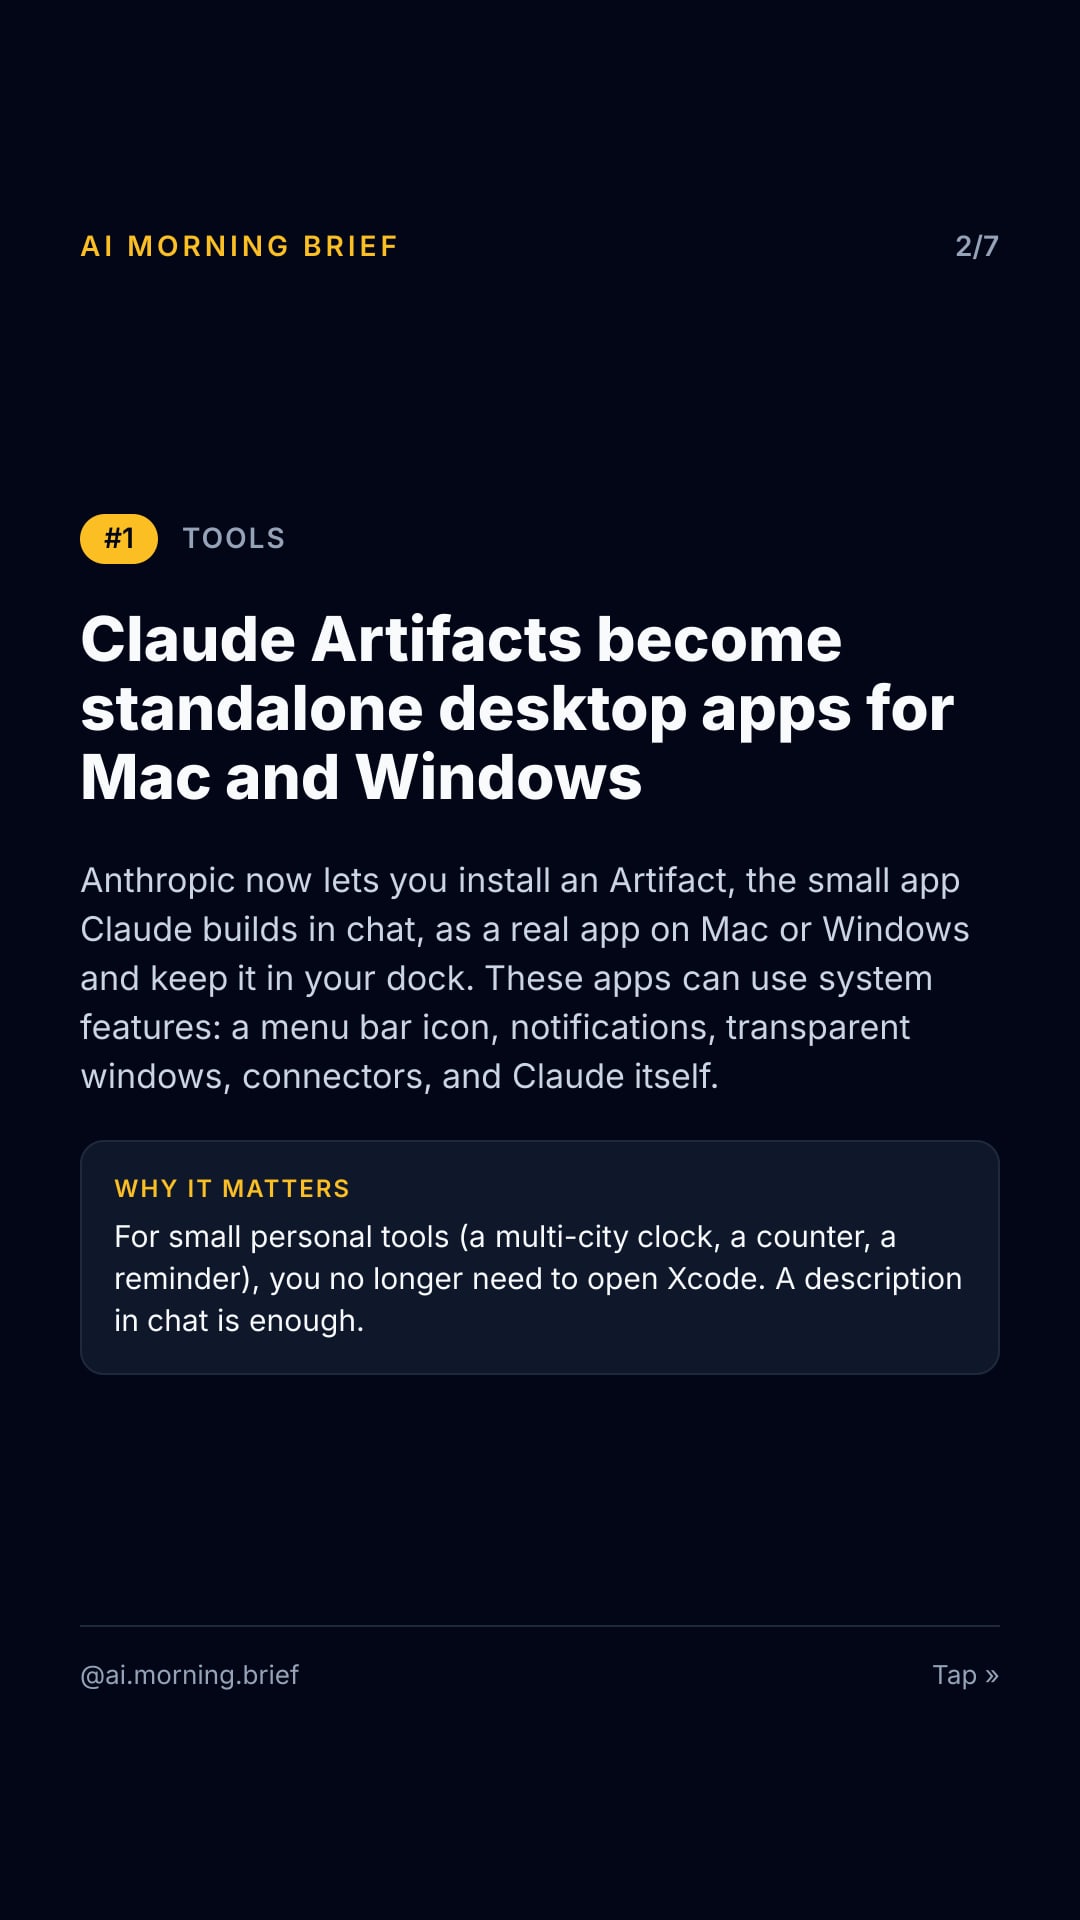 AI MORNING BRIEF
2/7
#1 TOOLS
Claude Artifacts become
standalone desktop apps for
Mac and Windows
Anthropic now lets you install an Artifact, the small app
Claude builds in chat, as a real app on Mac or Windows
and keep it in your dock. These apps can use system
features: a menu bar icon, notifications, transparent
windows, connectors, and Claude itself.
WHY IT MATTERS
For small personal tools (a multi-city clock, a counter, a
reminder), you no longer need to open Xcode. A description
in chat is enough.
@ai.morning.brief
Tap »